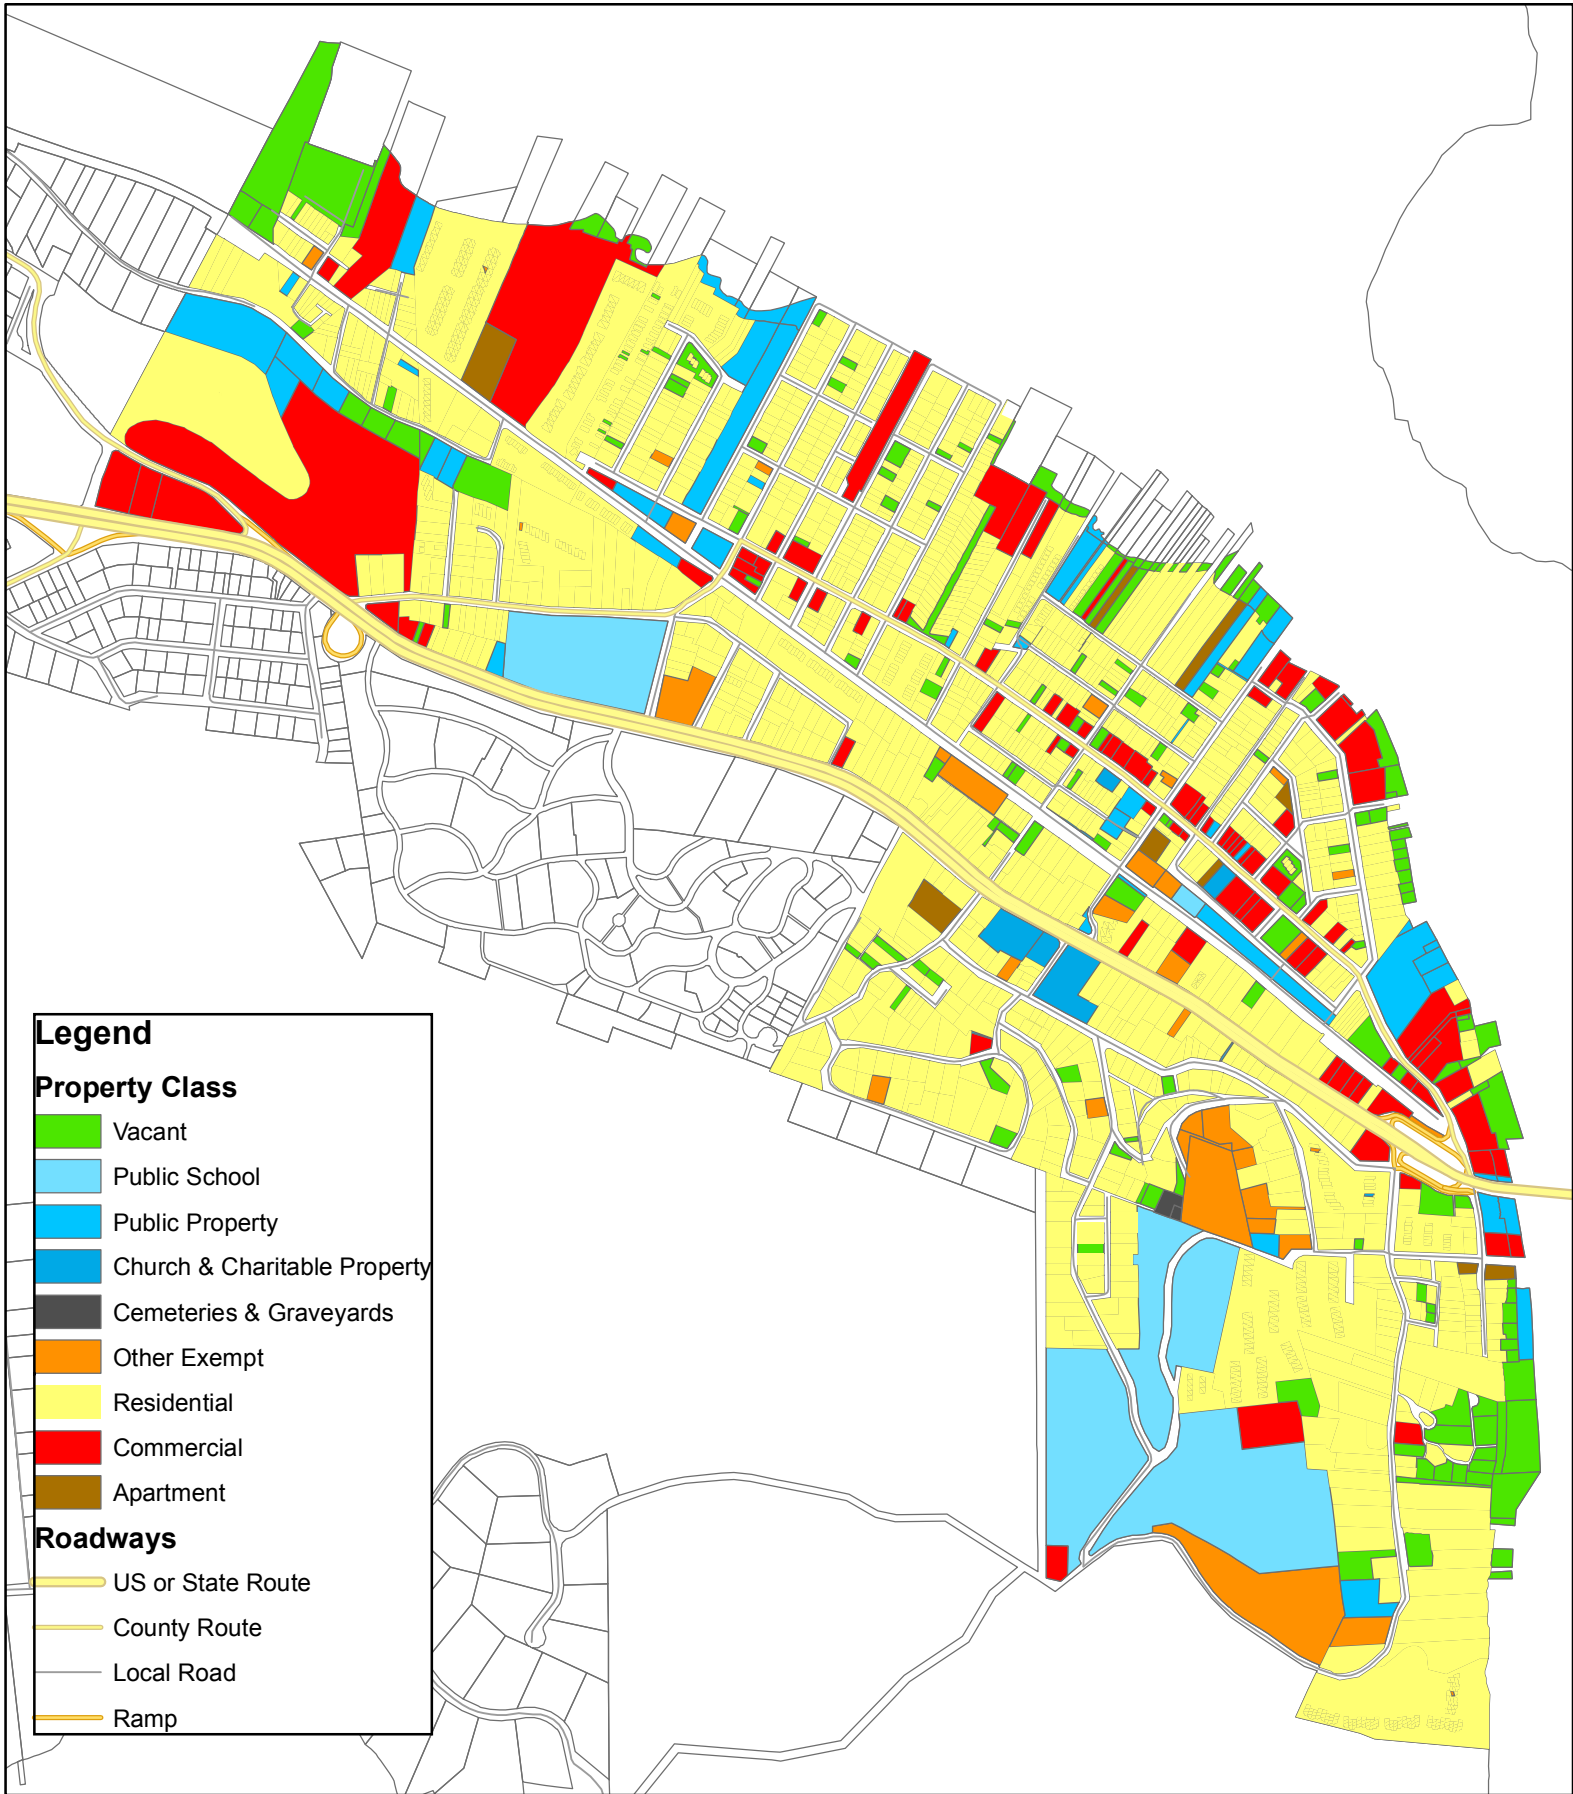 Legend
Property Class
Vacant
Public School
Public Property
Church & Charitable Property
Cemeteries & Graveyards
Other Exempt
Residential
Commercial
Apartment
Roadways
US or State Route
County Route
Local Road
Ramp